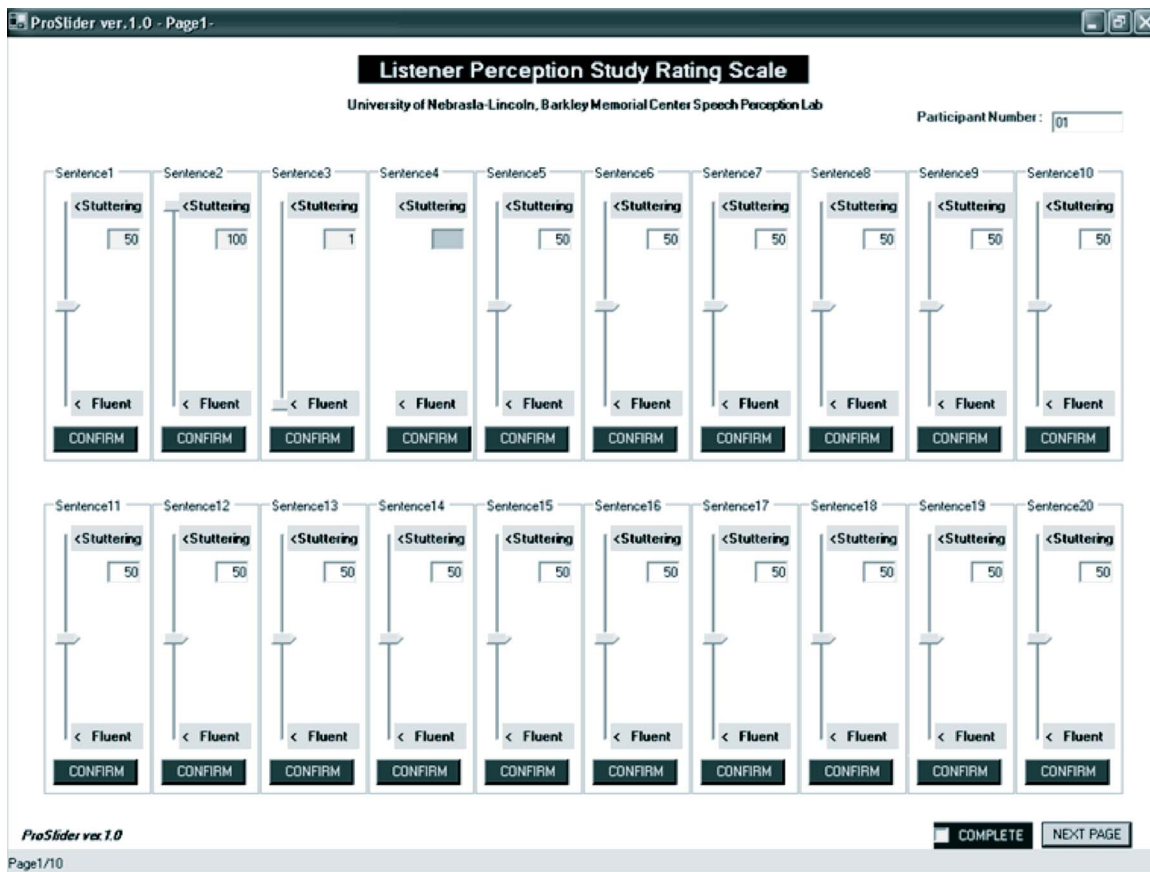 ProSlider ver.1.0 - Page1-
Listener Perception Study Rating Scale
University of Nebrasla-Lincoln, Barkley Memorial Center Speech Perception Lab
Participant Number : 01
Sentence1 Sentence2 Sentence3 Sentence4 Sentence5 Sentence6 Sentence7 Sentence8 Sentence9 Sentence10
<Stuttering <Stuttering <Stuttering <Stuttering <Stuttering <Stuttering <Stuttering <Stuttering <Stuttering <Stuttering
50 100 1 50 50 50 50 50 50
< Fluent < Fluent < Fluent < Fluent < Fluent < Fluent < Fluent < Fluent < Fluent < Fluent
CONFIRM CONFIRM CONFIRM CONFIRM CONFIRM CONFIRM CONFIRM CONFIRM CONFIRM CONFIRM
Sentence11 Sentence12 Sentence13 Sentence14 Sentence15 Sentence16 Sentence17 Sentence18 Sentence19 Sentence20
<Stuttering <Stuttering <Stuttering <Stuttering <Stuttering <Stuttering <Stuttering <Stuttering <Stuttering <Stuttering
50 50 50 50 50 50 50 50 50 50
< Fluent < Fluent < Fluent < Fluent < Fluent < Fluent < Fluent < Fluent < Fluent < Fluent
CONFIRM CONFIRM CONFIRM CONFIRM CONFIRM CONFIRM CONFIRM CONFIRM CONFIRM CONFIRM
ProSlider ver.1.0 COMPLETE NEXT PAGE
Page1/10